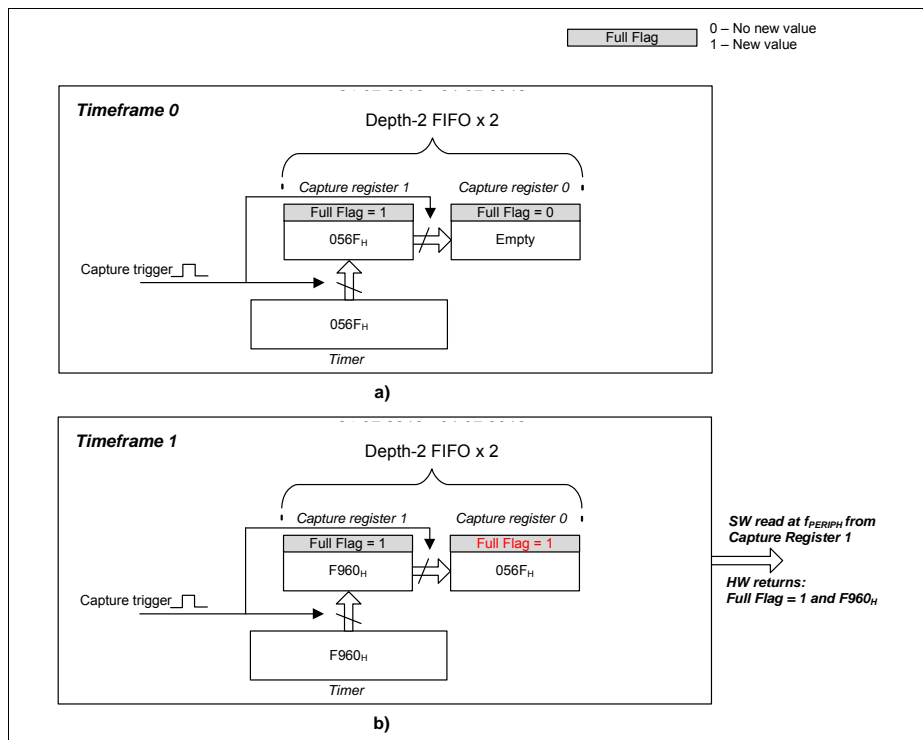 Full Flag
0 – No new value
1 – New value
Timeframe 0
Depth-2 FIFO x 2
Capture register 1
Capture register 0
Full Flag = 1
Full Flag = 0
056FH
Empty
Capture trigger
056FH
Timer
a)
Timeframe 1
Depth-2 FIFO x 2
Capture register 1
Capture register 0
Full Flag = 1
Full Flag = 1
F960H
056FH
Capture trigger
F960H
Timer
b)
SW read at fPERIPH from
Capture Register 1
HW returns:
Full Flag = 1 and F960H